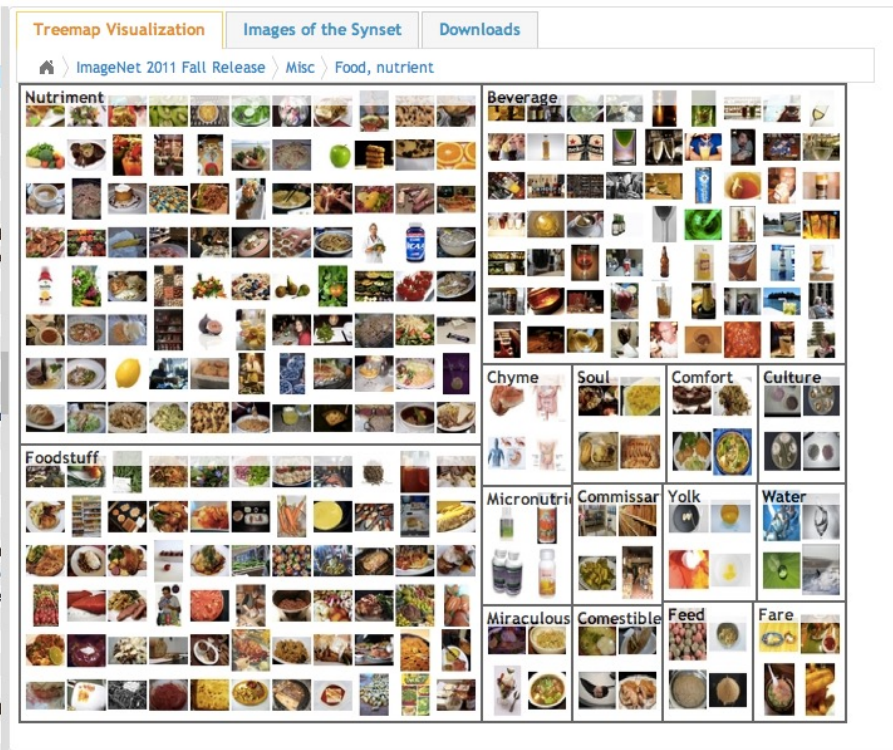 Treemap Visualization Images of the Synset Downloads
ImageNet 2011 Fall Release Misc Food, nutrient
Nutriment
Beverage
Chyme Soul Comfort Culture
Foodstuff
Micronutri Commissar Yolk Water
Miraculous Comestible Feed Fare